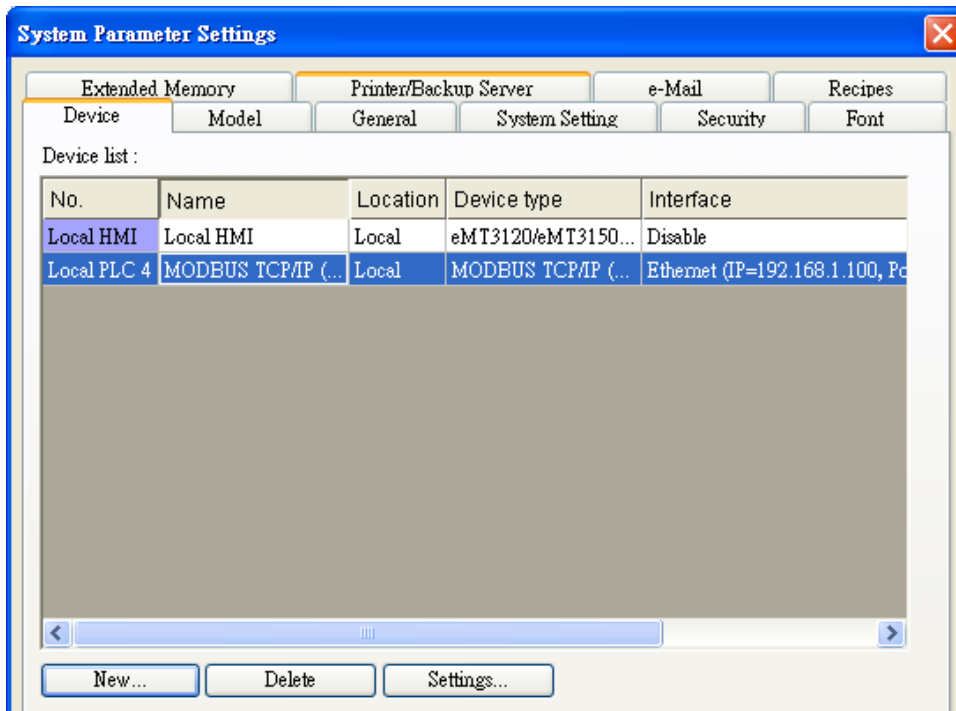 System Parameter Settings
Extended Memory Printer/Backup Server e-Mail Recipes
Device Model General System Setting Security Font
Device list :
No. Name Location Device type Interface
Local HMI Local HMI Local eMT3120/eMT3150... Disable
Local PLC 4 MODBUS TCP/IP (... Local MODBUS TCP/IP (... Ethernet (IP=192.168.1.100, Po
New... Delete Settings...